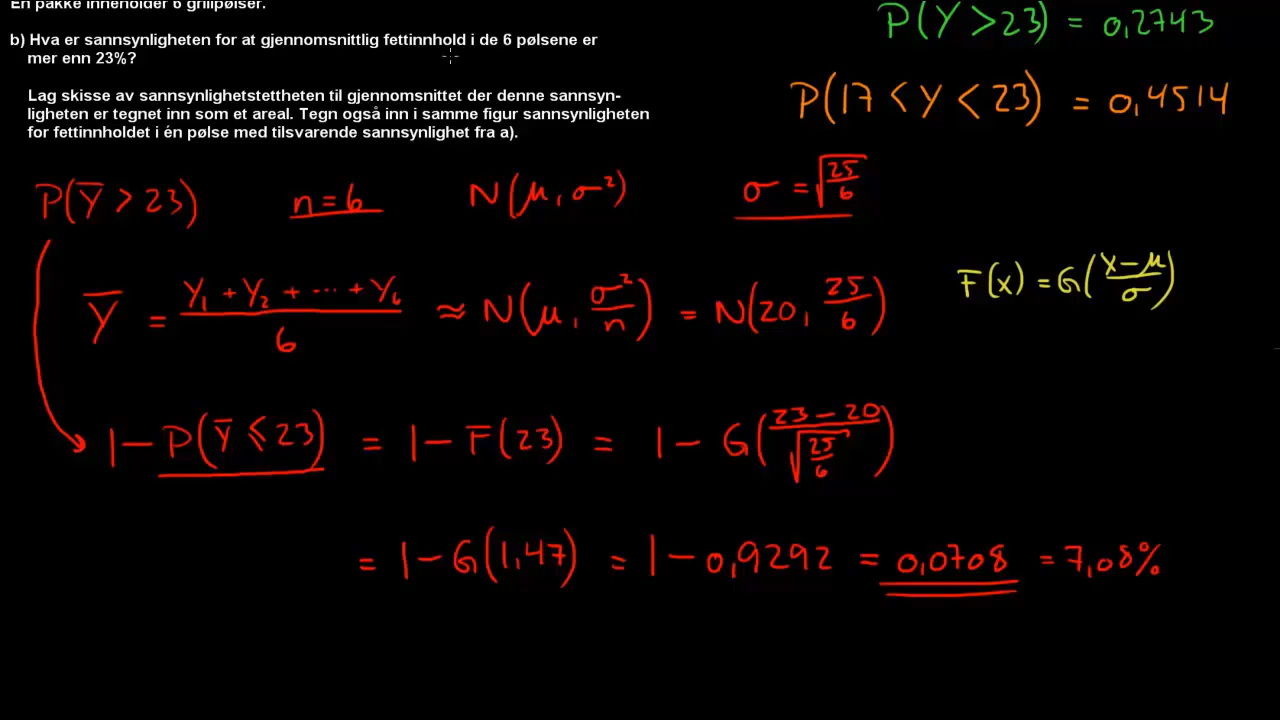 En pakke inneholder 6 grillpølser.
P(Y > 23) = 0,2743
b) Hva er sannsynligheten for at gjennomsnittlig fettinnhold i de 6 pølsene er
mer enn 23%?
P(17 < Y < 23) = 0,4514
Lag skisse av sannsynlighetstettheten til gjennomsnittet der denne sannsyn-
ligheten er tegnet inn som et areal. Tegn også inn i samme figur sannsynligheten
for fettinnholdet i én pølse med tilsvarende sannsynlighet fra a).
P(Y̅ > 23) n = 6 N(μ, σ²) σ = √(25/6)
Y̅ = (Y₁ + Y₂ + ⋯ + Y₆)/6 ≈ N(μ, σ²/n) = N(20, 25/6)
F(x) = G((x − μ)/σ)
1 − P(Y̅ ≤ 23) = 1 − F(23) = 1 − G((23 − 20)/√(25/6))
= 1 − G(1,47) = 1 − 0,9292 = 0,0708 = 7,08%